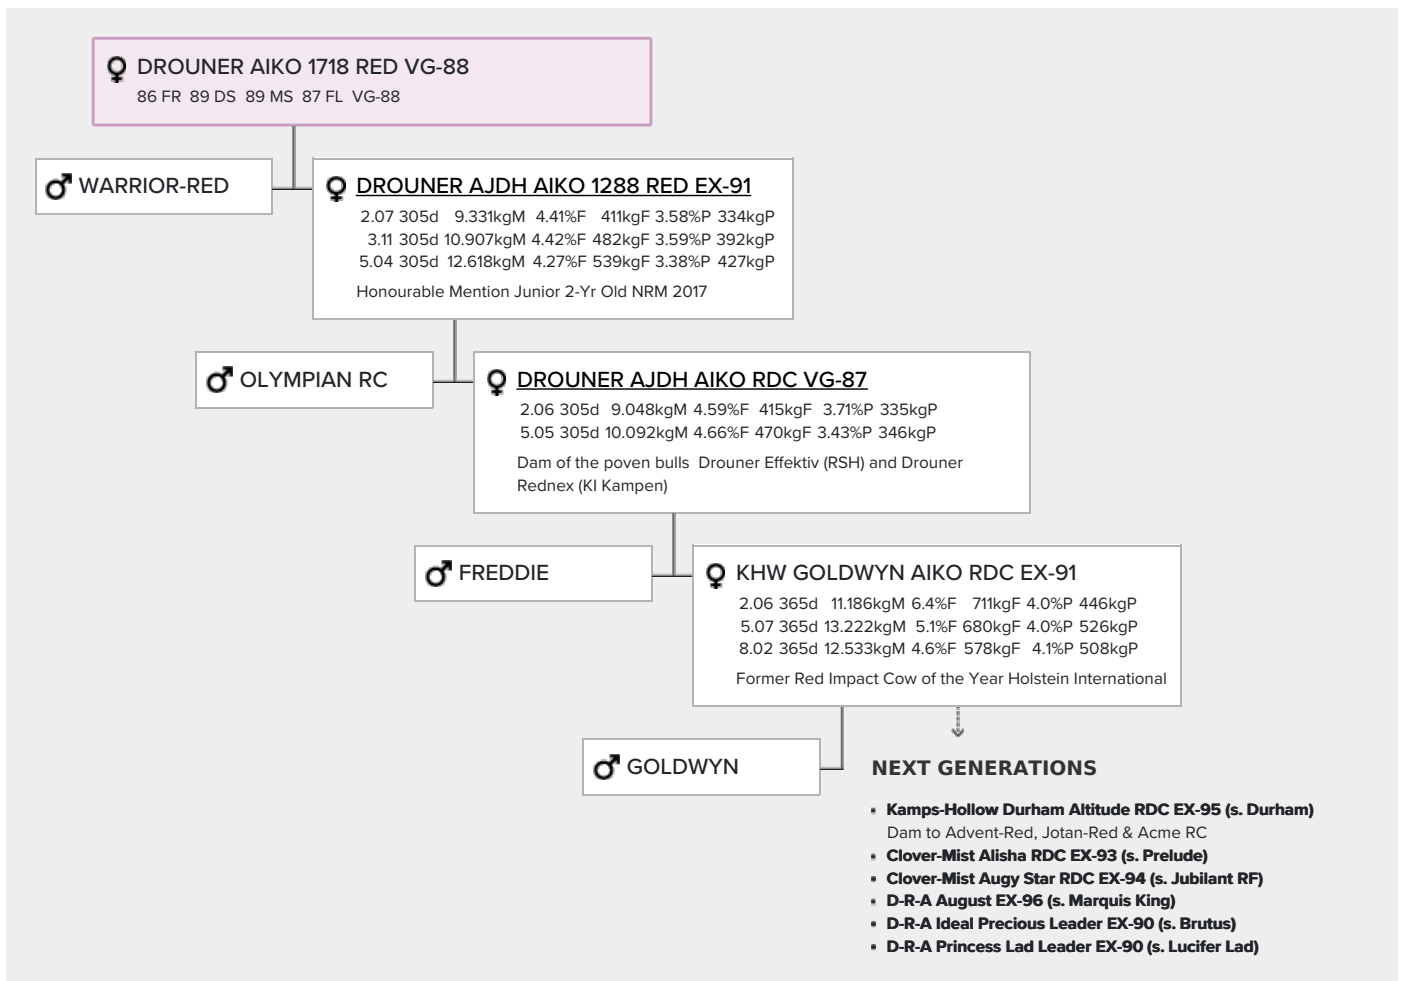 DROUNER AIKO 1718 RED VG-88
86 FR 89 DS 89 MS 87 FL VG-88
WARRIOR-RED
DROUNER AJDH AIKO 1288 RED EX-91
2.07 305d 9.331kgM 4.41%F 411kgF 3.58%P 334kgP
3.11 305d 10.907kgM 4.42%F 482kgF 3.59%P 392kgP
5.04 305d 12.618kgM 4.27%F 539kgF 3.38%P 427kgP
Honourable Mention Junior 2-Yr Old NRM 2017
OLYMPIAN RC
DROUNER AJDH AIKO RDC VG-87
2.06 305d 9.048kgM 4.59%F 415kgF 3.71%P 335kgP
5.05 305d 10.092kgM 4.66%F 470kgF 3.43%P 346kgP
Dam of the poven bulls Drouner Effektiv (RSH) and Drouner
Rednex (KI Kampen)
FREDDIE
KHW GOLDWYN AIKO RDC EX-91
2.06 365d 11.186kgM 6.4%F 711kgF 4.0%P 446kgP
5.07 365d 13.222kgM 5.1%F 680kgF 4.0%P 526kgP
8.02 365d 12.533kgM 4.6%F 578kgF 4.1%P 508kgP
Former Red Impact Cow of the Year Holstein International
GOLDWYN
NEXT GENERATIONS
Kamps-Hollow Durham Altitude RDC EX-95 (s. Durham)
Dam to Advent-Red, Jotan-Red & Acme RC
Clover-Mist Alisha RDC EX-93 (s. Prelude)
Clover-Mist Augy Star RDC EX-94 (s. Jubilant RF)
D-R-A August EX-96 (s. Marquis King)
D-R-A Ideal Precious Leader EX-90 (s. Brutus)
D-R-A Princess Lad Leader EX-90 (s. Lucifer Lad)